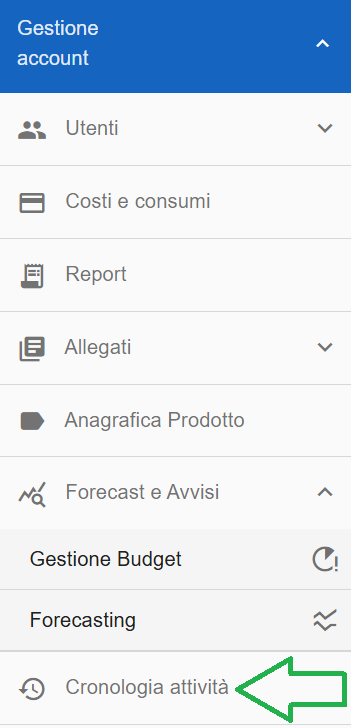 Gestione
account
Utenti
Costi e consumi
Report
Allegati
Anagrafica Prodotto
Forecast e Avvisi
Gestione Budget
Forecasting
Cronologia attività